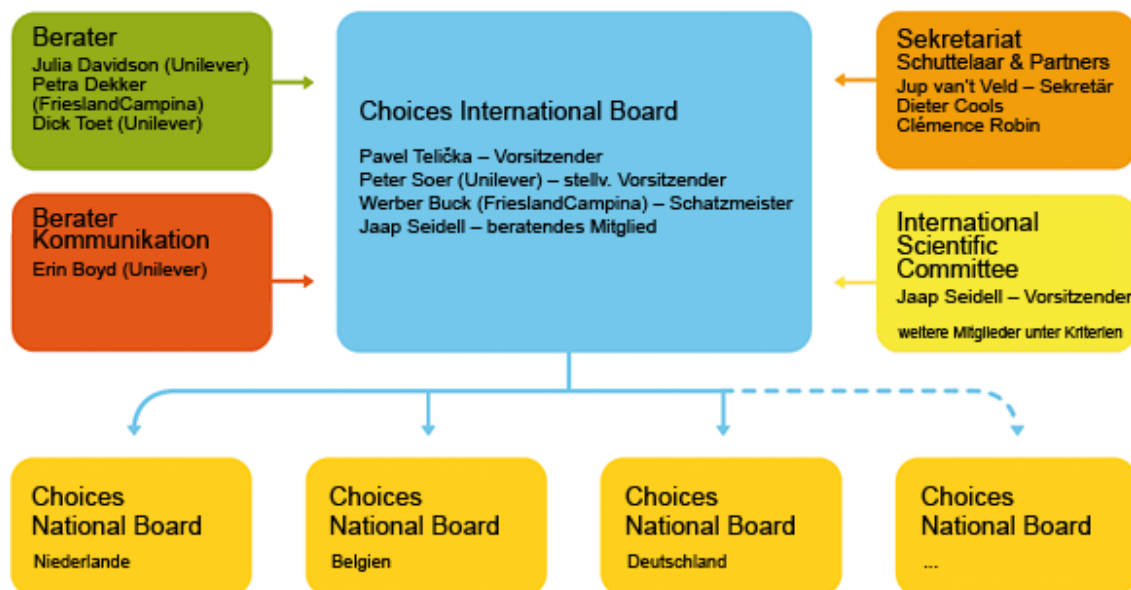 Berater
Julia Davidson (Unilever)
Petra Dekker
(FrieslandCampina)
Dick Toet (Unilever)
Berater
Kommunikation
Erin Boyd (Unilever)
Choices International Board
Pavel Telička – Vorsitzender
Peter Soer (Unilever) – stellv. Vorsitzender
Werber Buck (FrieslandCampina) – Schatzmeister
Jaap Seidell – beratendes Mitglied
Sekretariat
Schuttelaar & Partners
Jup van't Veld – Sekretär
Dieter Cools
Clémence Robin
International
Scientific
Committee
Jaap Seidell – Vorsitzender
weitere Mitglieder unter Kriterien
Choices
National Board
Niederlande
Choices
National Board
Belgien
Choices
National Board
Deutschland
Choices
National Board
...